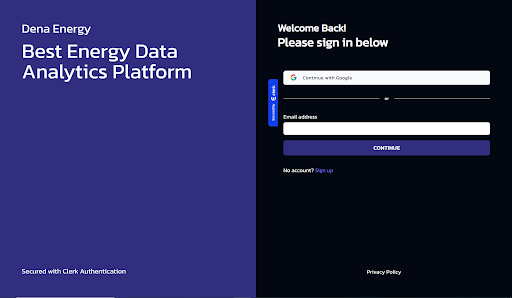 Dena Energy
Best Energy Data
Analytics Platform
Secured with Clerk Authentication
Welcome Back!
Please sign in below
Continue with Google
Secured by clerk
or
Email address
CONTINUE
No account? Sign up
Privacy Policy